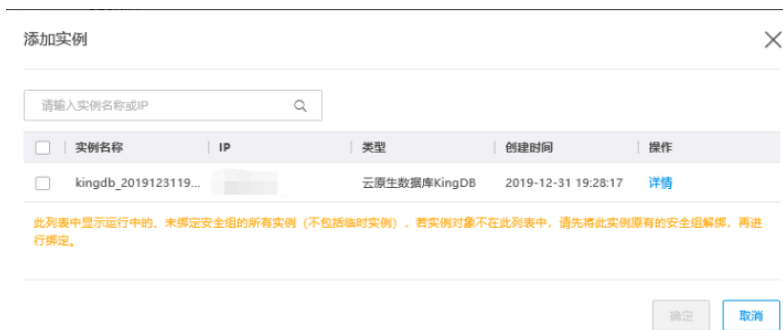 添加实例
请输入实例名称或IP
实例名称 IP 类型 创建时间 操作
kingdb_2019123119... 云原生数据库KingDB 2019-12-31 19:28:17 详情
此列表中显示运行中的、未绑定安全组的所有实例（不包括临时实例），若实例对象不在此列表中，请先将此实例原有的安全组解绑，再进
行绑定。
确定 取消